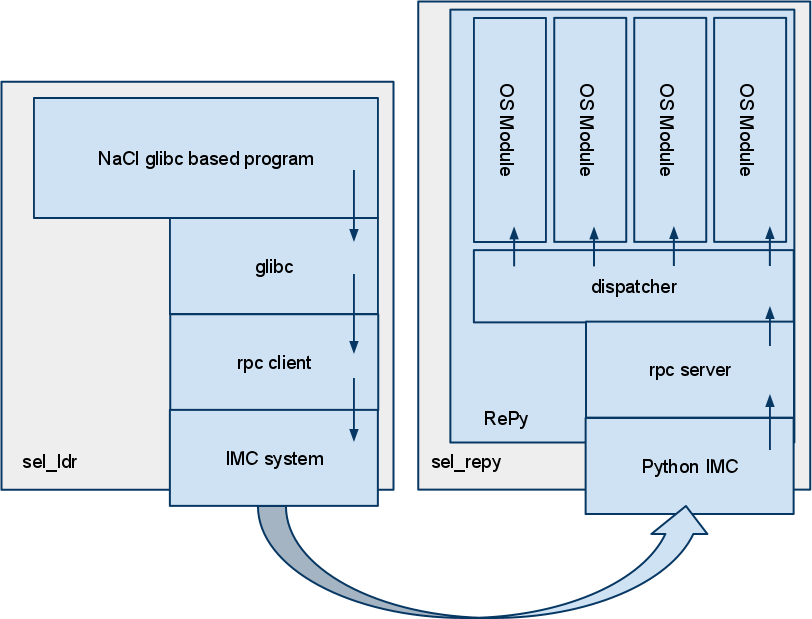 NaCl glibc based program
glibc
rpc client
IMC system
sel_ldr
OS Module
OS Module
OS Module
OS Module
dispatcher
rpc server
RePy
Python IMC
sel_repy